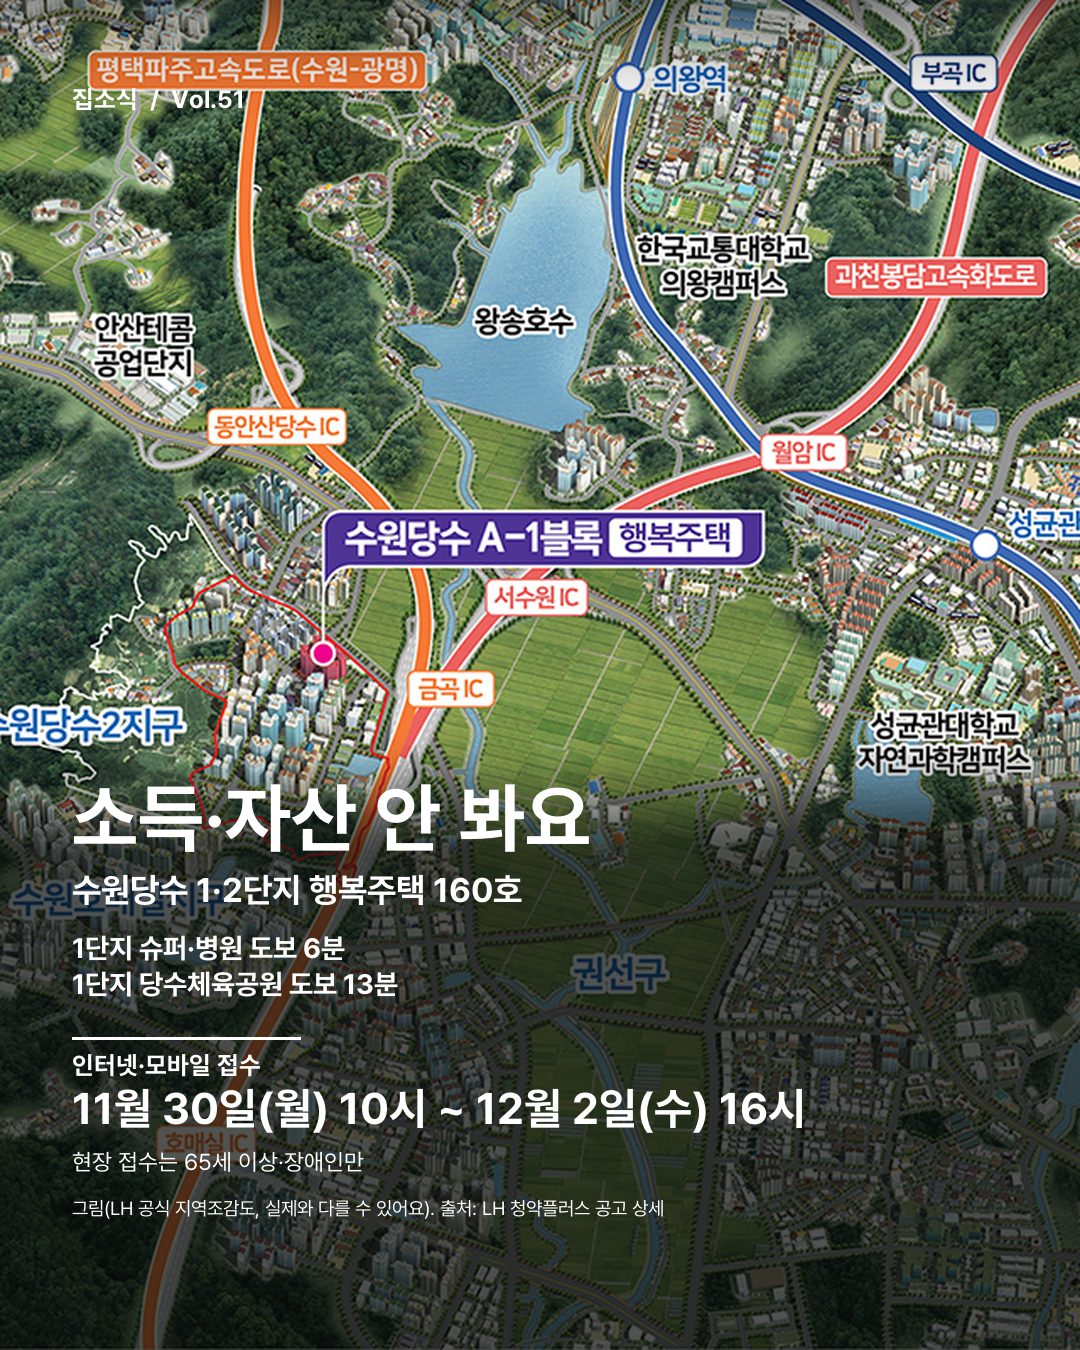 평택파주고속도로(수원-광명)
집소식 / Vol.51
의왕역
부곡 IC
한국교통대학교
의왕캠퍼스
과천봉담고속화도로
왕송호수
안산테콤
공업단지
동안산당수 IC
월암 IC
수원당수 A-1블록 행복주택
성균관
서수원 IC
금곡 IC
수원당수2지구
성균관대학교
자연과학캠퍼스
소득·자산 안 봐요
수원당수 1·2단지 행복주택 160호
1단지 슈퍼·병원 도보 6분
1단지 당수체육공원 도보 13분
권선구
인터넷·모바일 접수
11월 30일(월) 10시 ~ 12월 2일(수) 16시
호매실 IC
현장 접수는 65세 이상·장애인만
그림(LH 공식 지역조감도, 실제와 다를 수 있어요). 출처: LH 청약플러스 공고 상세